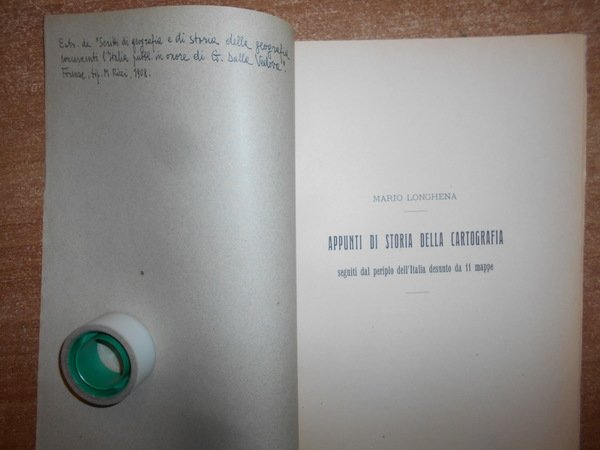 Estr. da "Scritti di geografia e di storia della geografia
concernenti l'Italia pubbl. in onore di G. Dalla Vedova".
Firenze, tip. M. Ricci, 1908.
MARIO LONGHENA
APPUNTI DI STORIA DELLA CARTOGRAFIA
seguiti dal periplo dell'Italia desunto da 11 mappe